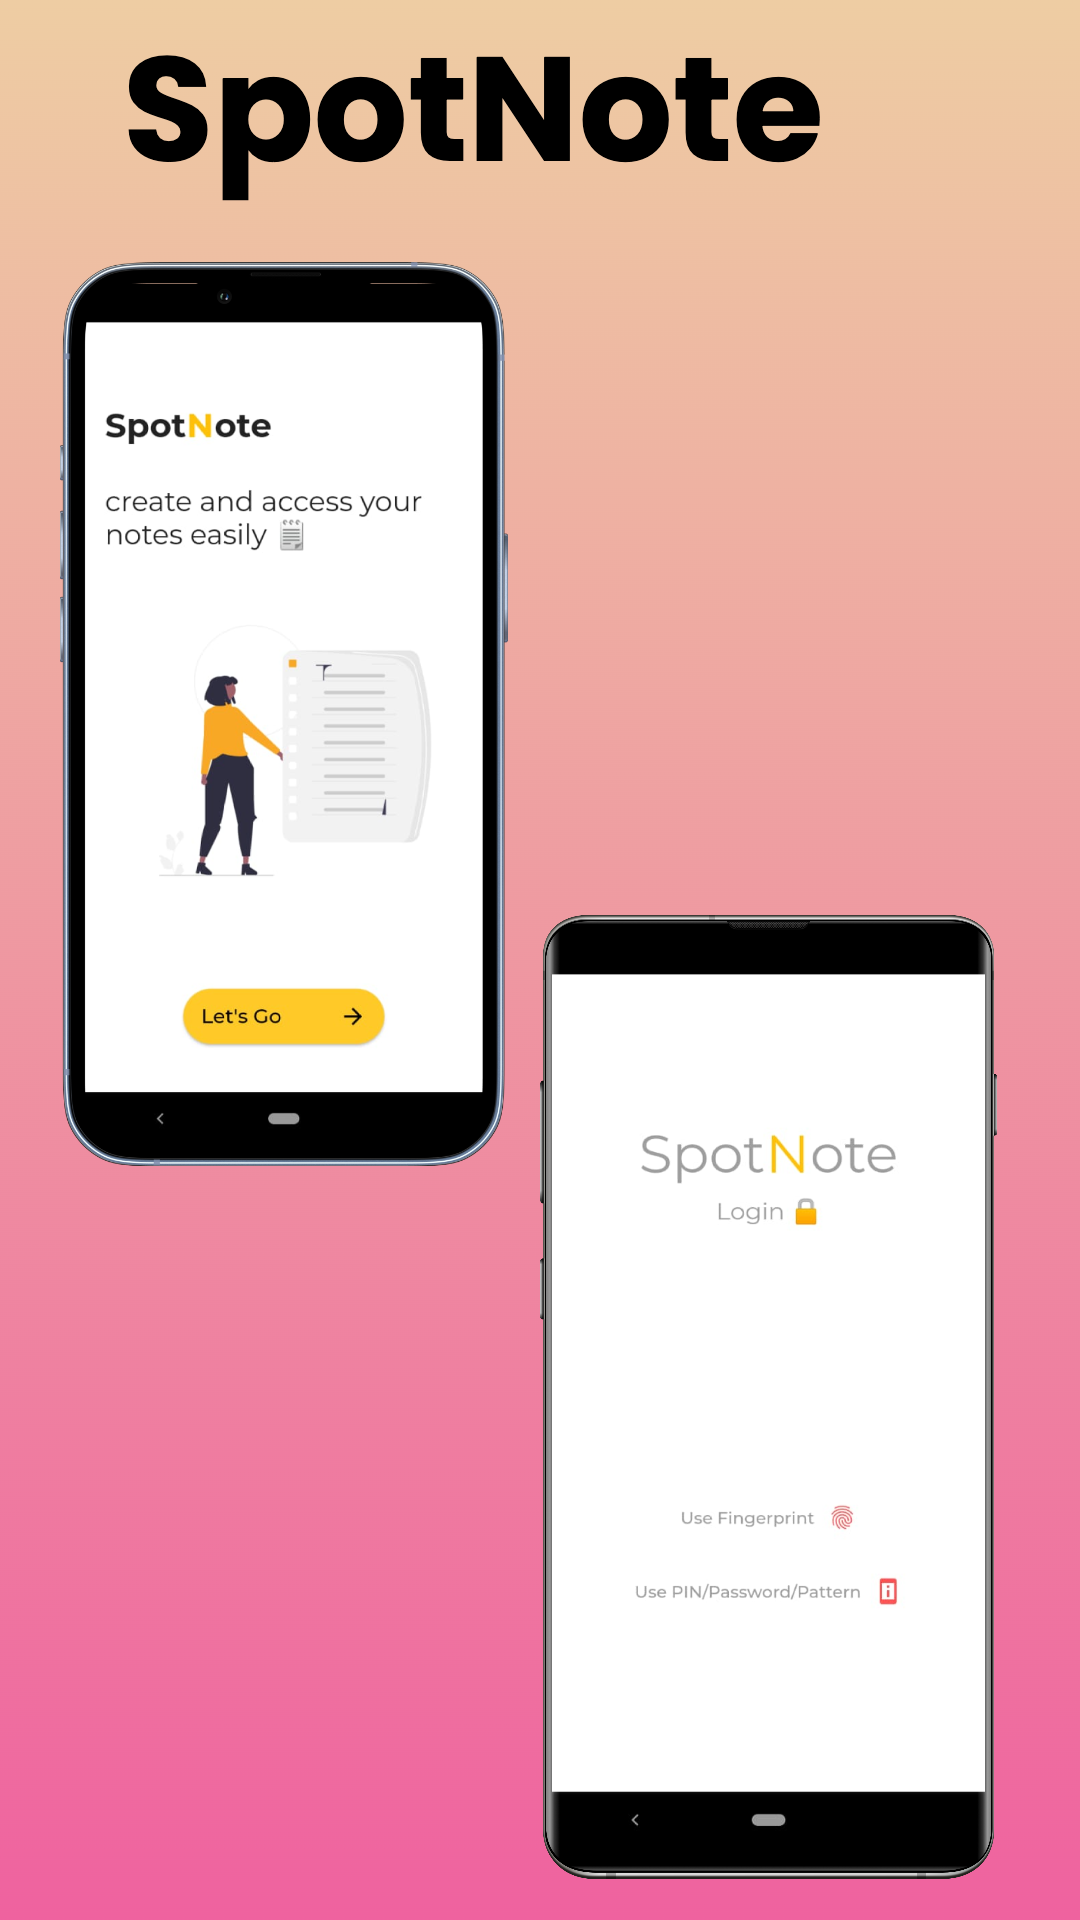 SpotNote
SpotNote
create and access your
notes easily 🗒️
Let's Go →
SpotNote
Login 🔒
Use Fingerprint
Use PIN/Password/Pattern